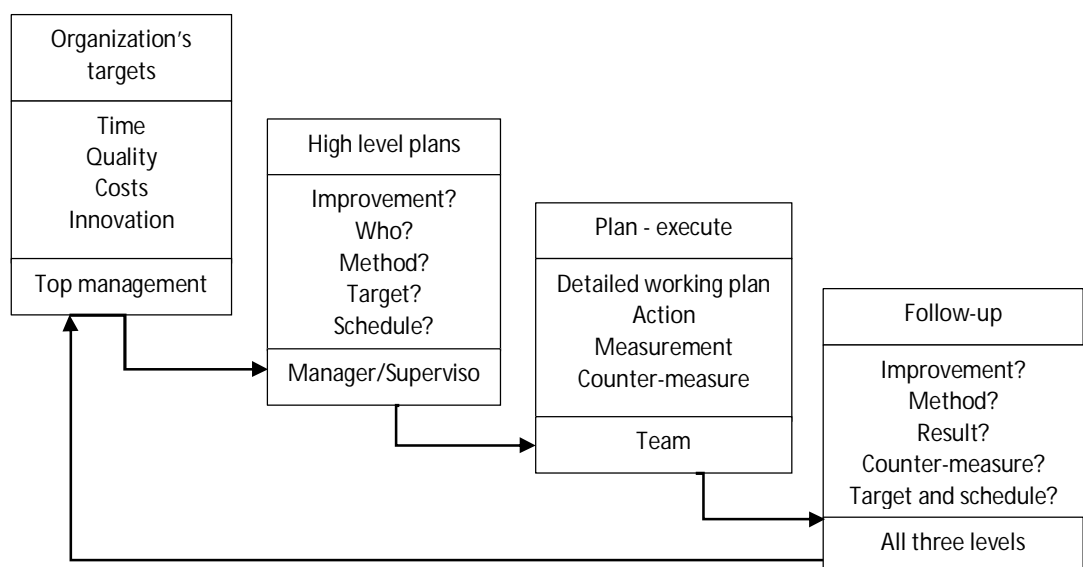 Organization's
targets
Time
Quality
Costs
Innovation
Top management
High level plans
Improvement?
Who?
Method?
Target?
Schedule?
Manager/Superviso
Plan - execute
Detailed working plan
Action
Measurement
Counter-measure
Team
Follow-up
Improvement?
Method?
Result?
Counter-measure?
Target and schedule?
All three levels